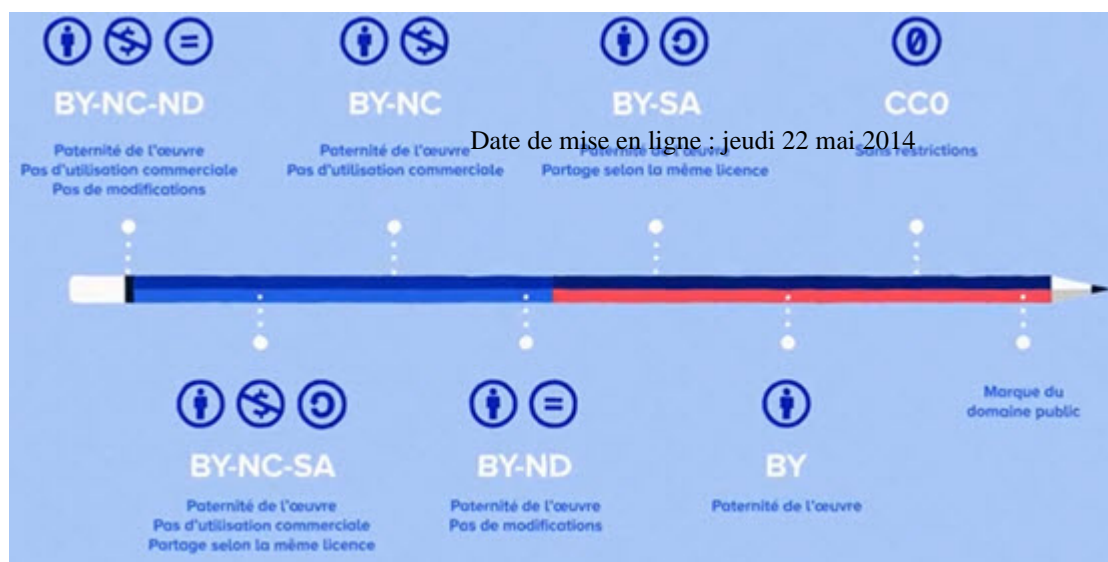 BY-NC-ND
Paternité de l'œuvre
Pas d'utilisation commerciale
Pas de modifications
BY-NC
Paternité de l'œuvre
Pas d'utilisation commerciale
BY-SA
Paternité de l'œuvre
Partage selon la même licence
CC0
Sans restrictions
Date de mise en ligne : jeudi 22 mai 2014
BY-NC-SA
Paternité de l'œuvre
Pas d'utilisation commerciale
Partage selon la même licence
BY-ND
Paternité de l'œuvre
Pas de modifications
BY
Paternité de l'œuvre
Marque du
domaine public